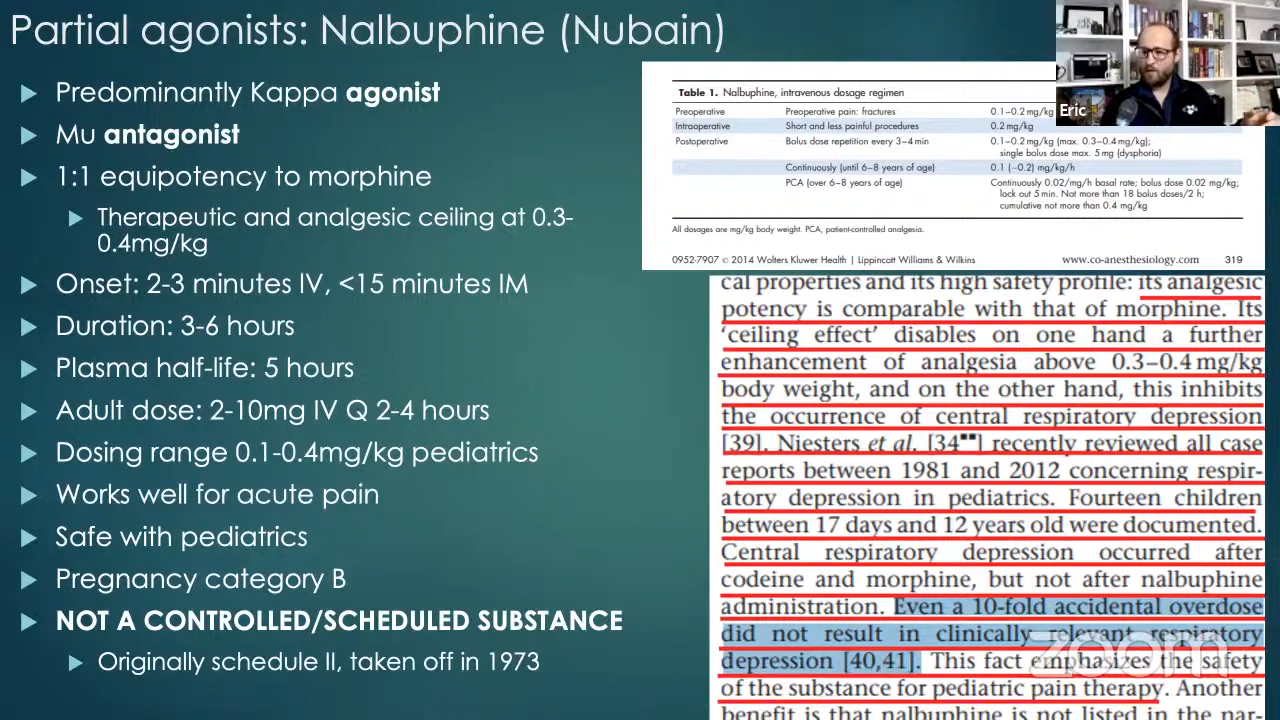 Partial agonists: Nalbuphine (Nubain)
Predominantly Kappa agonist
Mu antagonist
1:1 equipotency to morphine
Therapeutic and analgesic ceiling at 0.3-
0.4mg/kg
Onset: 2-3 minutes IV, <15 minutes IM
Duration: 3-6 hours
Plasma half-life: 5 hours
Adult dose: 2-10mg IV Q 2-4 hours
Dosing range 0.1-0.4mg/kg pediatrics
Works well for acute pain
Safe with pediatrics
Pregnancy category B
NOT A CONTROLLED/SCHEDULED SUBSTANCE
Originally schedule II, taken off in 1973
Eric
Table 1. Nalbuphine, intravenous dosage regimen
Preoperative Preoperative pain: fractures 0.1–0.2 mg/kg
Intraoperative Short and less painful procedures 0.2 mg/kg
Postoperative Bolus dose repetition every 3–4 min 0.1–0.2 mg/kg (max. 0.3–0.4 mg/kg);
single bolus dose max. 5 mg (dysphoria)
Continuously (until 6–8 years of age) 0.1 (–0.2) mg/kg/h
PCA (over 6–8 years of age) Continuously 0.02/mg/h basal rate; bolus dose 0.02 mg/kg;
lock out 5 min. Not more than 18 bolus doses/2 h;
cumulative not more than 0.4 mg/kg
All dosages are mg/kg body weight. PCA, patient-controlled analgesia.
0952-7907 © 2014 Wolters Kluwer Health | Lippincott Williams & Wilkins www.co-anesthesiology.com 319
cal properties and its high safety profile: its analgesic
potency is comparable with that of morphine. Its
'ceiling effect' disables on one hand a further
enhancement of analgesia above 0.3–0.4 mg/kg
body weight, and on the other hand, this inhibits
the occurrence of central respiratory depression
[39]. Niesters et al. [34▪▪] recently reviewed all case
reports between 1981 and 2012 concerning respir-
atory depression in pediatrics. Fourteen children
between 17 days and 12 years old were documented.
Central respiratory depression occurred after
codeine and morphine, but not after nalbuphine
administration. Even a 10-fold accidental overdose
did not result in clinically relevant respiratory
depression [40,41]. This fact emphasizes the safety
of the substance for pediatric pain therapy. Another
benefit is that nalbuphine is not listed in the nar-
zoom